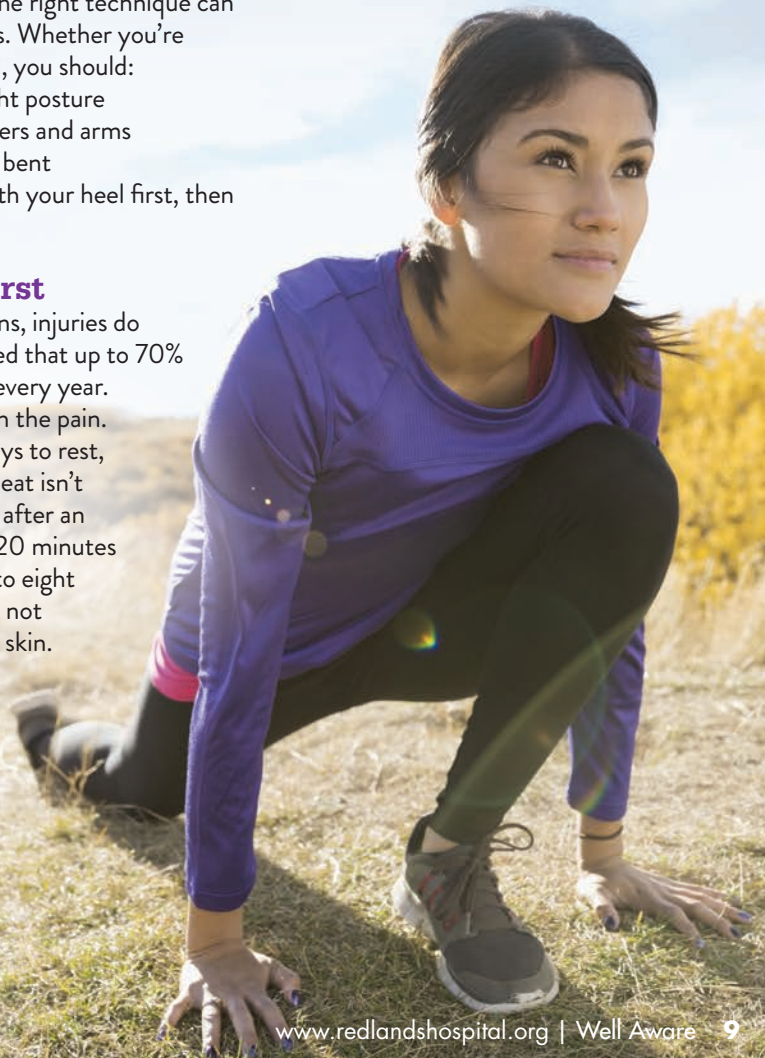 ne right technique can
s. Whether you’re
, you should:
ht posture
ers and arms
bent
th your heel first, then
rst
ns, injuries do
ed that up to 70%
every year.
n the pain.
ys to rest,
eat isn’t
after an
20 minutes
to eight
not
skin.
www.redlandshospital.org | Well Aware 9